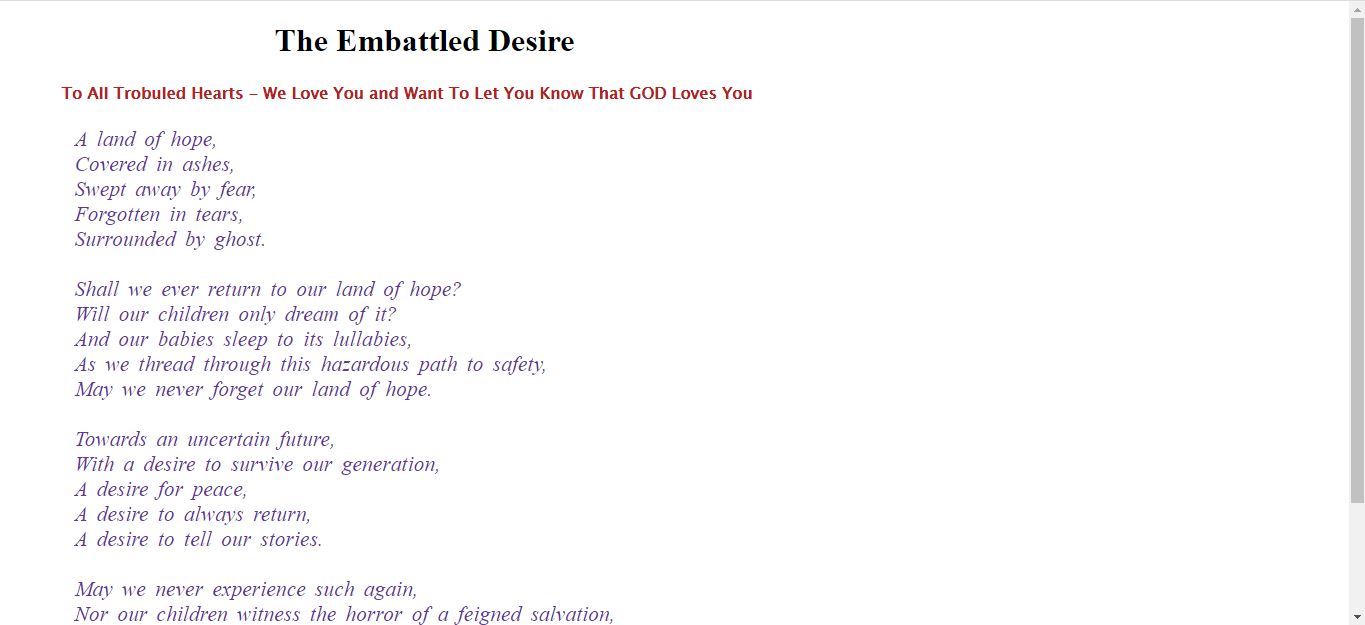 The Embattled Desire
To All Trobuled Hearts – We Love You and Want To Let You Know That GOD Loves You
A land of hope,
Covered in ashes,
Swept away by fear,
Forgotten in tears,
Surrounded by ghost.
Shall we ever return to our land of hope?
Will our children only dream of it?
And our babies sleep to its lullabies,
As we thread through this hazardous path to safety,
May we never forget our land of hope.
Towards an uncertain future,
With a desire to survive our generation,
A desire for peace,
A desire to always return,
A desire to tell our stories.
May we never experience such again,
Nor our children witness the horror of a feigned salvation,